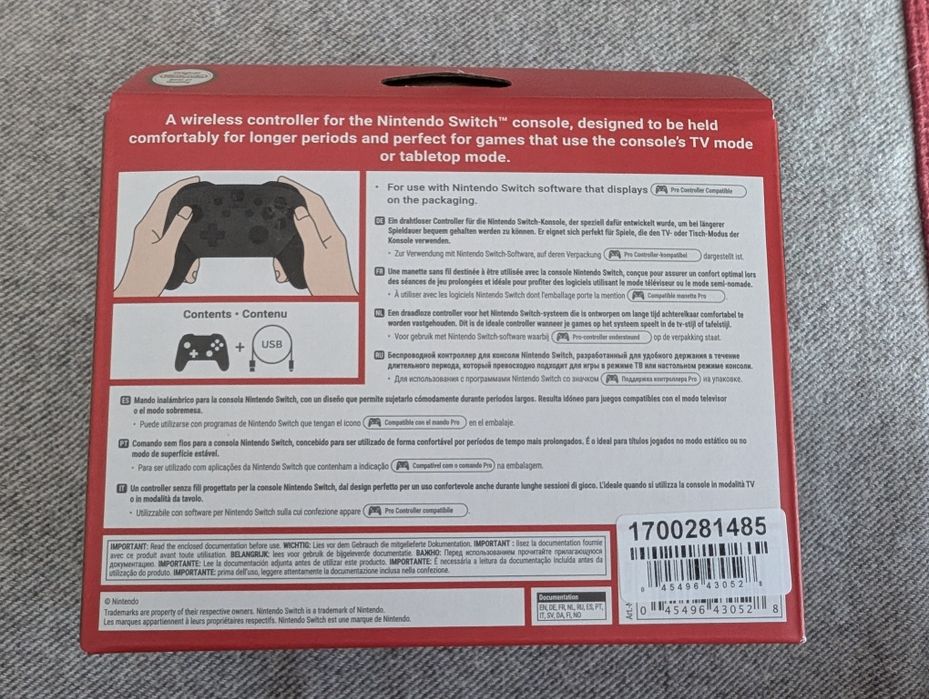 A wireless controller for the Nintendo Switch™ console, designed to be held
comfortably for longer periods and perfect for games that use the console's TV mode
or tabletop mode.
• For use with Nintendo Switch software that displays Pro Controller Compatible
on the packaging.
DE Ein drahtloser Controller für die Nintendo Switch-Konsole, der speziell dafür entwickelt wurde, um bei längerer
Spieldauer bequem gehalten werden zu können. Er eignet sich perfekt für Spiele, die den TV- oder Tisch-Modus der
Konsole verwenden.
• Zur Verwendung mit Nintendo Switch-Software, auf deren Verpackung Pro Controller-kompatibel dargestellt ist.
FR Une manette sans fil destinée à être utilisée avec la console Nintendo Switch, conçue pour assurer un confort optimal lors
des séances de jeu prolongées et idéale pour profiter des logiciels utilisant le mode téléviseur ou le mode semi-nomade.
• À utiliser avec les logiciels Nintendo Switch dont l'emballage porte la mention Compatible manette Pro.
NL Een draadloze controller voor het Nintendo Switch-systeem die is ontworpen om lange tijd achterelkaar comfortabel te
worden vastgehouden. Dit is de ideale controller wanneer je games op het systeem speelt in de tv-stijl of tafelstijl.
• Voor gebruik met Nintendo Switch-software waarbij Pro-controller ondersteund op de verpakking staat.
RU Беспроводной контроллер для консоли Nintendo Switch, разработанный для удобного держания в течение
длительного периода, который превосходно подходит для игры в режиме ТВ или настольном режиме консоли.
• Для использования с программами Nintendo Switch со значком Поддержка контроллера Pro на упаковке.
Contents • Contenu
+ USB
ES Mando inalámbrico para la consola Nintendo Switch, con un diseño que permite sujetarlo cómodamente durante periodos largos. Resulta idóneo para juegos compatibles con el modo televisor
o el modo sobremesa.
• Puede utilizarse con programas de Nintendo Switch que tengan el icono Compatible con el mando Pro en el embalaje.
PT Comando sem fios para a consola Nintendo Switch, concebido para ser utilizado de forma confortável por períodos de tempo mais prolongados. É o ideal para títulos jogados no modo estático ou no
modo de superfície estável.
• Para ser utilizado com aplicações da Nintendo Switch que contenham a indicação Compatível com o comando Pro na embalagem.
IT Un controller senza fili progettato per la console Nintendo Switch, dal design perfetto per un uso confortevole anche durante lunghe sessioni di gioco. L'ideale quando si utilizza la console in modalità TV
o in modalità da tavolo.
• Utilizzabile con software per Nintendo Switch sulla cui confezione appare Pro Controller compatibile.
IMPORTANT: Read the enclosed documentation before use. WICHTIG: Lies vor dem Gebrauch die mitgelieferte Dokumentation. IMPORTANT : lisez la documentation fournie
avec ce produit avant toute utilisation. BELANGRIJK: lees voor gebruik de bijgeleverde documentatie. ВАЖНО: Перед использованием прочитайте прилагающуюся
документацию. IMPORTANTE: Lee la documentación adjunta antes de utilizar este producto. IMPORTANTE: É necessária a leitura da documentação incluída antes da
utilização do produto. IMPORTANTE: prima dell'uso, leggere attentamente la documentazione inclusa nella confezione.
© Nintendo
Trademarks are property of their respective owners. Nintendo Switch is a trademark of Nintendo.
Les marques appartiennent à leurs propriétaires respectifs. Nintendo Switch est une marque de Nintendo.
Documentation
EN, DE, FR, NL, RU, ES, PT,
IT, SV, DA, FI, NO
1700281485
0 45496 43052 8
0 45496 43052 8